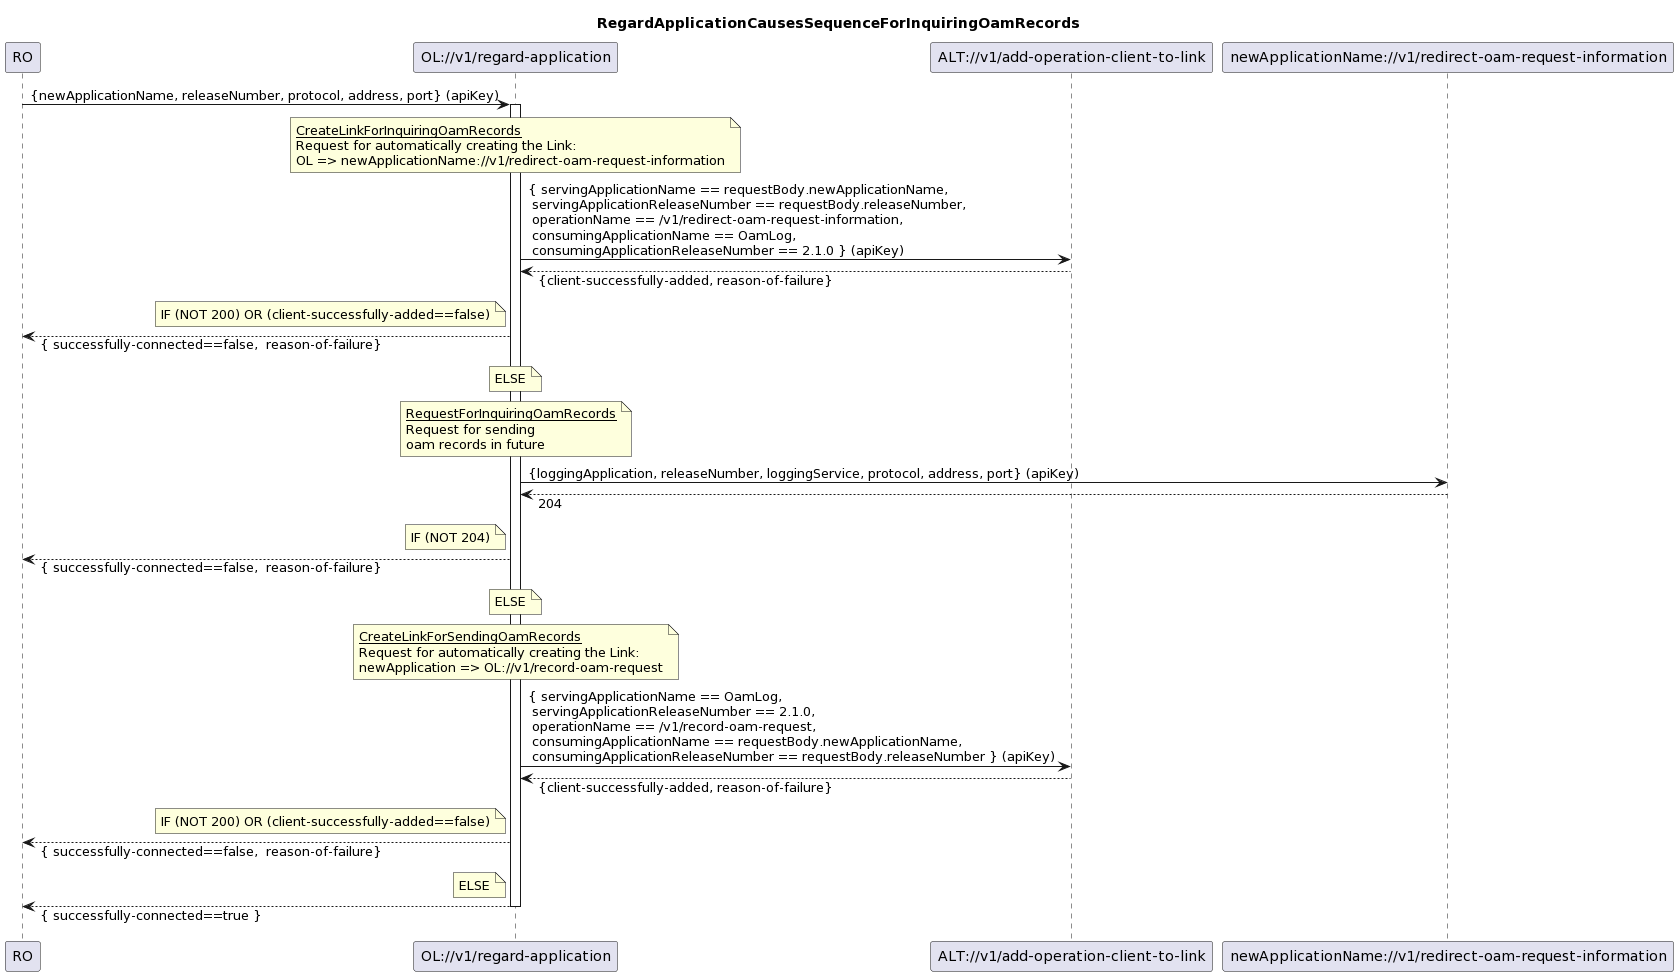 RegardApplicationCausesSequenceForInquiringOamRecords
RO
OL://v1/regard-application
ALT://v1/add-operation-client-to-link
newApplicationName://v1/redirect-oam-request-information
{newApplicationName, releaseNumber, protocol, address, port} (apiKey)
CreateLinkForInquiringOamRecords
Request for automatically creating the Link:
OL => newApplicationName://v1/redirect-oam-request-information
{ servingApplicationName == requestBody.newApplicationName,
servingApplicationReleaseNumber == requestBody.releaseNumber,
operationName == /v1/redirect-oam-request-information,
consumingApplicationName == OamLog,
consumingApplicationReleaseNumber == 2.1.0 } (apiKey)
{client-successfully-added, reason-of-failure}
IF (NOT 200) OR (client-successfully-added==false)
{ successfully-connected==false,  reason-of-failure}
ELSE
RequestForInquiringOamRecords
Request for sending
oam records in future
{loggingApplication, releaseNumber, loggingService, protocol, address, port} (apiKey)
204
IF (NOT 204)
{ successfully-connected==false,  reason-of-failure}
ELSE
CreateLinkForSendingOamRecords
Request for automatically creating the Link:
newApplication => OL://v1/record-oam-request
{ servingApplicationName == OamLog,
servingApplicationReleaseNumber == 2.1.0,
operationName == /v1/record-oam-request,
consumingApplicationName == requestBody.newApplicationName,
consumingApplicationReleaseNumber == requestBody.releaseNumber } (apiKey)
{client-successfully-added, reason-of-failure}
IF (NOT 200) OR (client-successfully-added==false)
{ successfully-connected==false,  reason-of-failure}
ELSE
{ successfully-connected==true }
RO
OL://v1/regard-application
ALT://v1/add-operation-client-to-link
newApplicationName://v1/redirect-oam-request-information